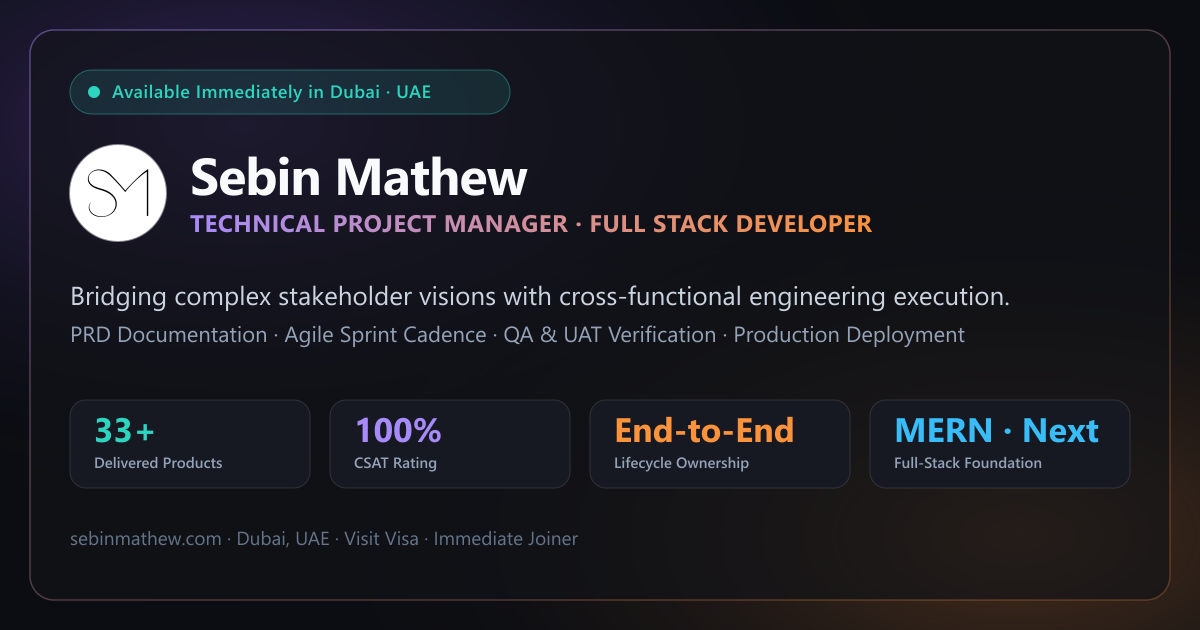 Available Immediately in Dubai · UAE
SM
Sebin Mathew
TECHNICAL PROJECT MANAGER · FULL STACK DEVELOPER
Bridging complex stakeholder visions with cross-functional engineering execution.
PRD Documentation · Agile Sprint Cadence · QA & UAT Verification · Production Deployment
33+
Delivered Products
100%
CSAT Rating
End-to-End
Lifecycle Ownership
MERN · Next
Full-Stack Foundation
sebinmathew.com · Dubai, UAE · Visit Visa · Immediate Joiner